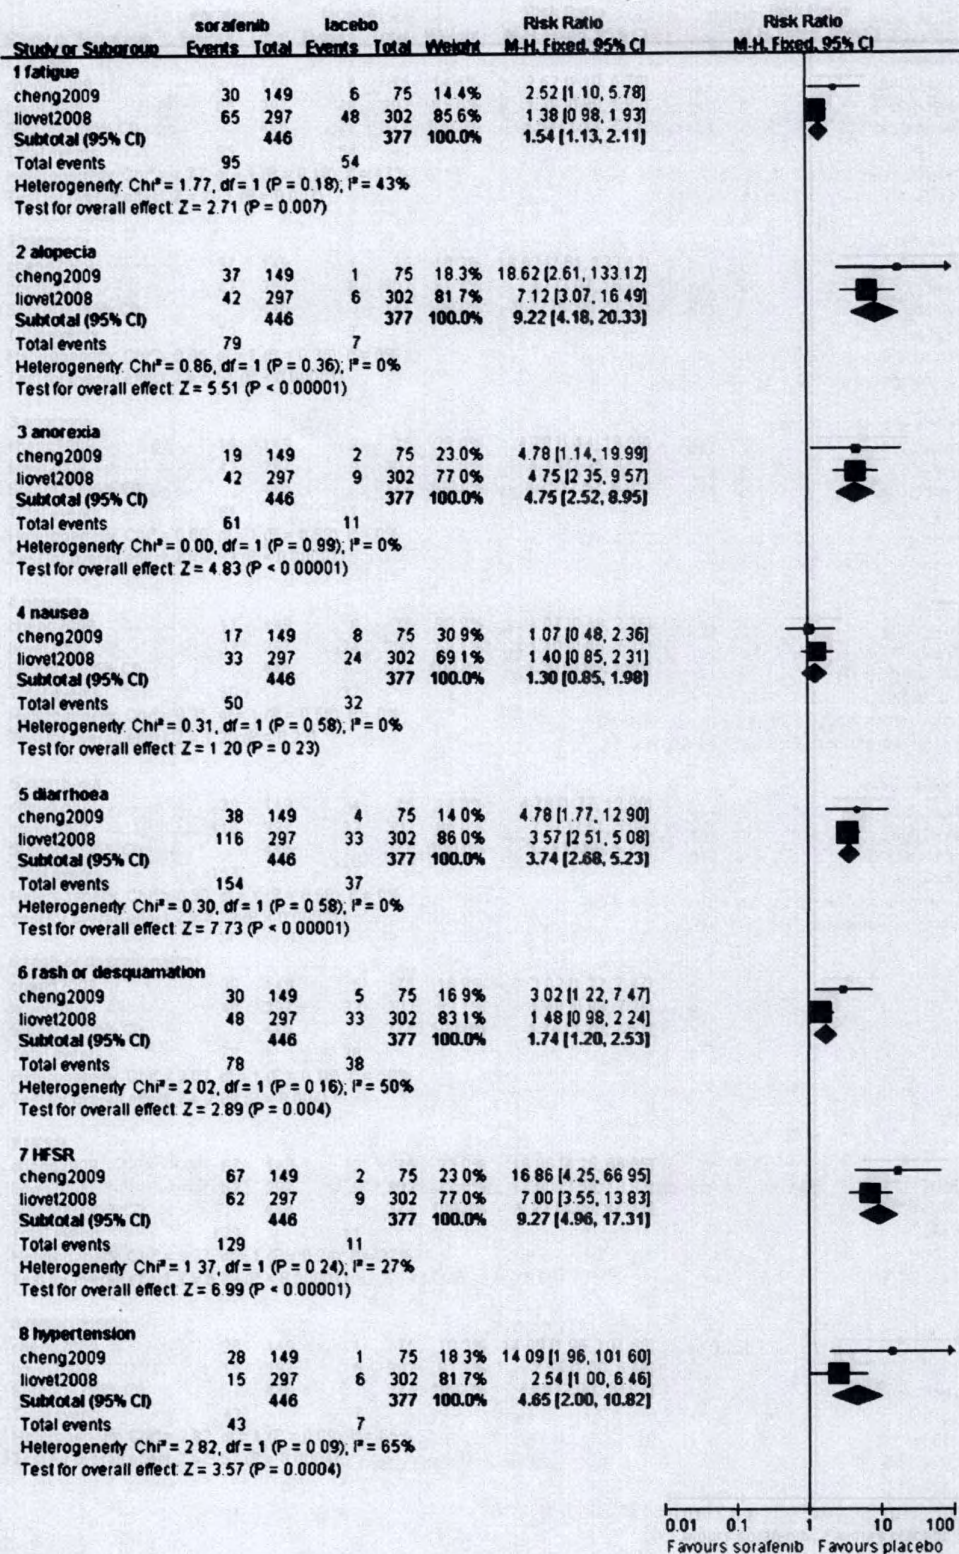 sorafenib lacebo Risk Ratio Risk Ratio
Study or Subgroup Events Total Events Total Weight M-H, Fixed, 95% CI M-H, Fixed, 95% CI
1 fatigue
cheng2009 30 149 6 75 14.4% 2.52 [1.10, 5.78]
liovet2008 65 297 48 302 85.6% 1.38 [0.98, 1.93]
Subtotal (95% CI) 446 377 100.0% 1.54 [1.13, 2.11]
Total events 95 54
Heterogeneity: Chi² = 1.77, df = 1 (P = 0.18); I² = 43%
Test for overall effect: Z = 2.71 (P = 0.007)
2 alopecia
cheng2009 37 149 1 75 18.3% 18.62 [2.61, 133.12]
liovet2008 42 297 6 302 81.7% 7.12 [3.07, 16.49]
Subtotal (95% CI) 446 377 100.0% 9.22 [4.18, 20.33]
Total events 79 7
Heterogeneity: Chi² = 0.86, df = 1 (P = 0.36); I² = 0%
Test for overall effect: Z = 5.51 (P < 0.00001)
3 anorexia
cheng2009 19 149 2 75 23.0% 4.78 [1.14, 19.99]
liovet2008 42 297 9 302 77.0% 4.75 [2.35, 9.57]
Subtotal (95% CI) 446 377 100.0% 4.75 [2.52, 8.95]
Total events 61 11
Heterogeneity: Chi² = 0.00, df = 1 (P = 0.99); I² = 0%
Test for overall effect: Z = 4.83 (P < 0.00001)
4 nausea
cheng2009 17 149 8 75 30.9% 1.07 [0.48, 2.36]
liovet2008 33 297 24 302 69.1% 1.40 [0.85, 2.31]
Subtotal (95% CI) 446 377 100.0% 1.30 [0.85, 1.98]
Total events 50 32
Heterogeneity: Chi² = 0.31, df = 1 (P = 0.58); I² = 0%
Test for overall effect: Z = 1.20 (P = 0.23)
5 diarrhoea
cheng2009 38 149 4 75 14.0% 4.78 [1.77, 12.90]
liovet2008 116 297 33 302 86.0% 3.57 [2.51, 5.08]
Subtotal (95% CI) 446 377 100.0% 3.74 [2.68, 5.23]
Total events 154 37
Heterogeneity: Chi² = 0.30, df = 1 (P = 0.58); I² = 0%
Test for overall effect: Z = 7.73 (P < 0.00001)
6 rash or desquamation
cheng2009 30 149 5 75 16.9% 3.02 [1.22, 7.47]
liovet2008 48 297 33 302 83.1% 1.48 [0.98, 2.24]
Subtotal (95% CI) 446 377 100.0% 1.74 [1.20, 2.53]
Total events 78 38
Heterogeneity: Chi² = 2.02, df = 1 (P = 0.16); I² = 50%
Test for overall effect: Z = 2.89 (P = 0.004)
7 HFSR
cheng2009 67 149 2 75 23.0% 16.86 [4.25, 66.95]
liovet2008 62 297 9 302 77.0% 7.00 [3.55, 13.83]
Subtotal (95% CI) 446 377 100.0% 9.27 [4.96, 17.31]
Total events 129 11
Heterogeneity: Chi² = 1.37, df = 1 (P = 0.24); I² = 27%
Test for overall effect: Z = 6.99 (P < 0.00001)
8 hypertension
cheng2009 28 149 1 75 18.3% 14.09 [1.96, 101.60]
liovet2008 15 297 6 302 81.7% 2.54 [1.00, 6.46]
Subtotal (95% CI) 446 377 100.0% 4.65 [2.00, 10.82]
Total events 43 7
Heterogeneity: Chi² = 2.82, df = 1 (P = 0.09); I² = 65%
Test for overall effect: Z = 3.57 (P = 0.0004)
0.01 0.1 1 10 100
Favours sorafenib Favours placebo